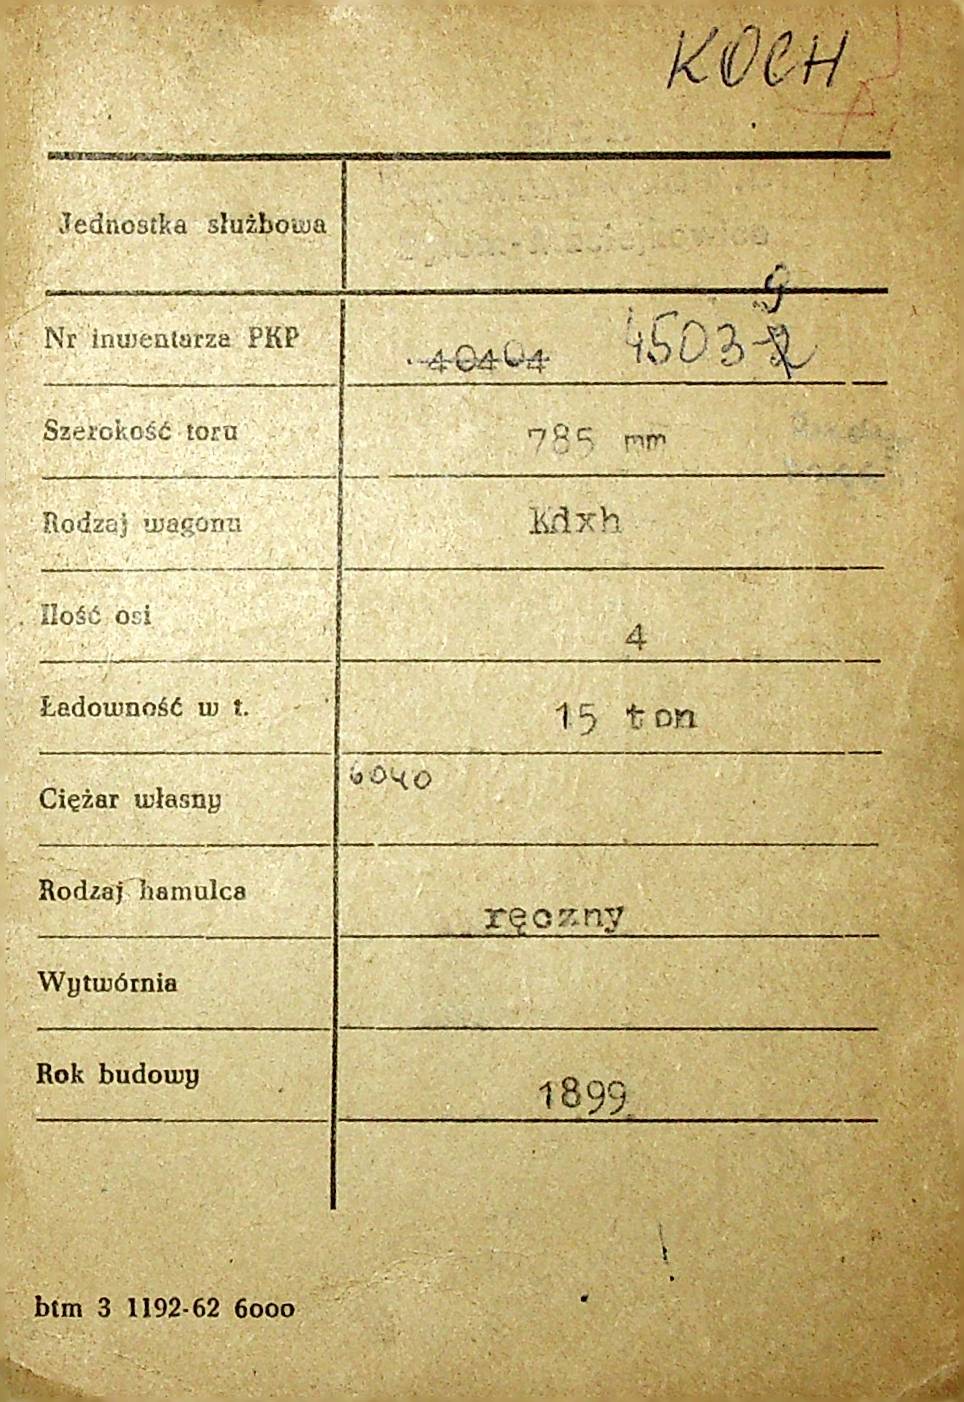 KOCH
Jednostka służbowa
Nr inwentarza PKP 40404 4503 9
Szerokość toru 785 mm
Rodzaj wagonu Kdxh
Ilość osi 4
Ładowność w t. 15 ton
Ciężar własny 6040
Rodzaj hamulca ręczny
Wytwórnia
Rok budowy 1899
btm 3 1192-62 6000